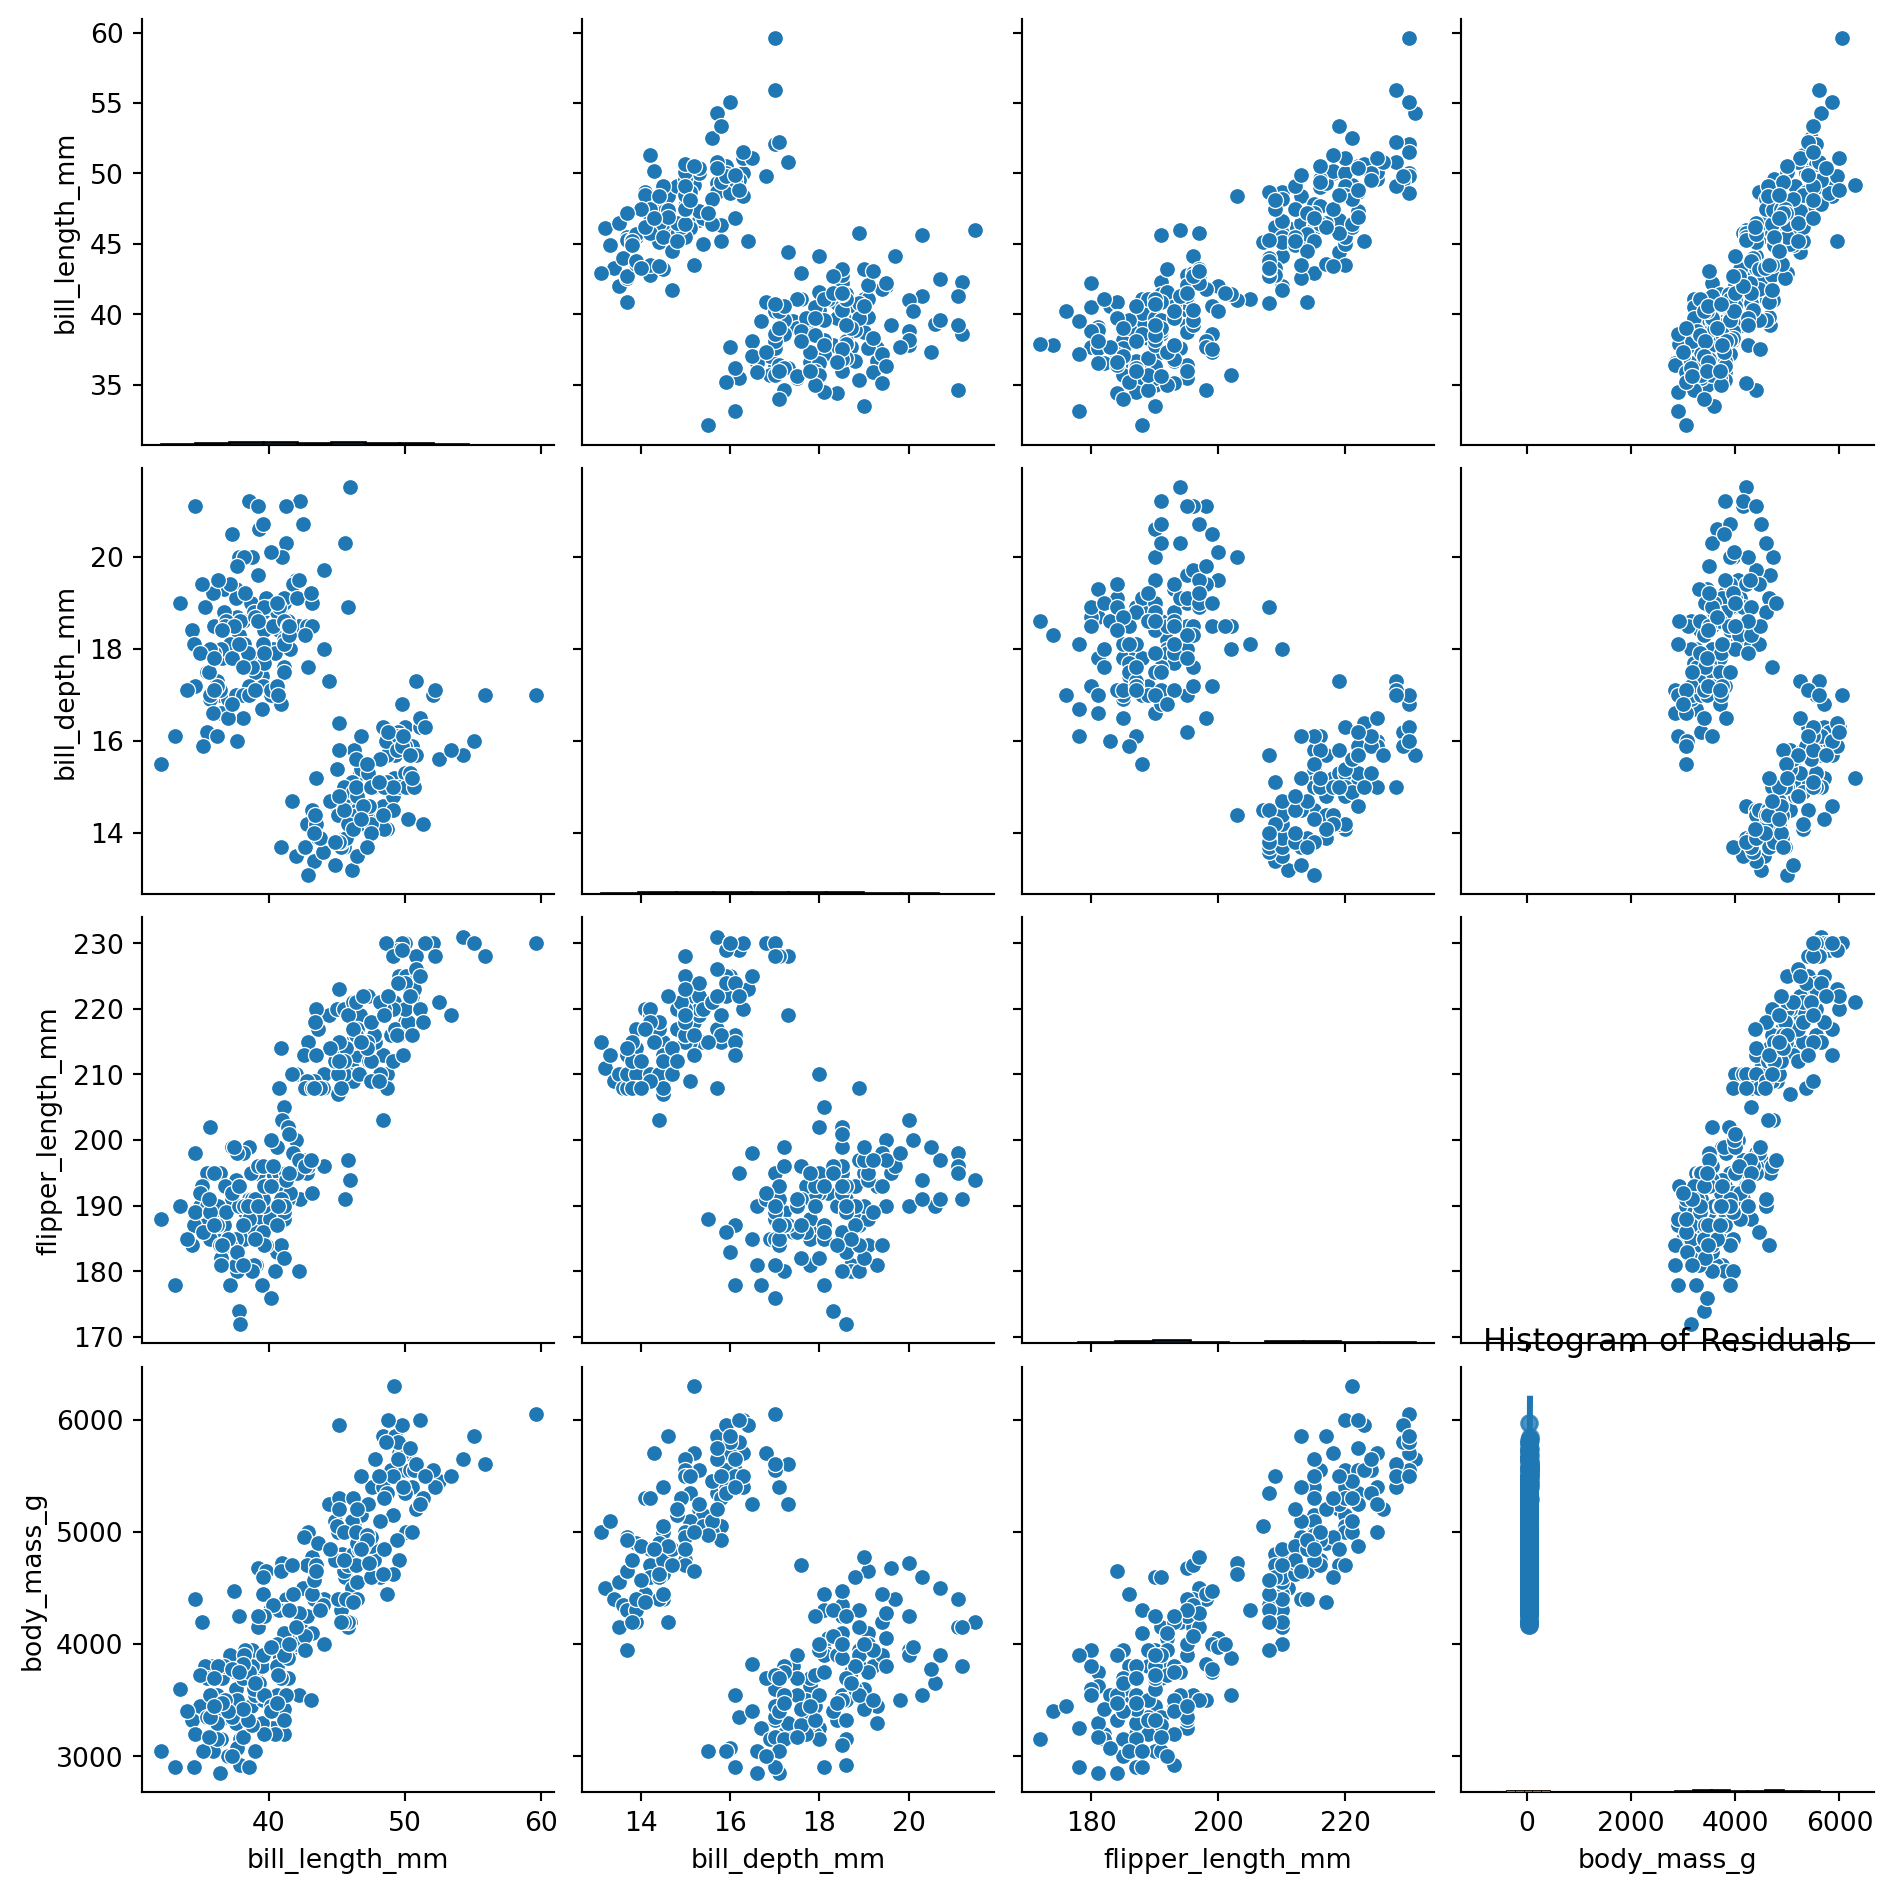 60
55
50
45
40
35
bill_length_mm
20
18
16
14
bill_depth_mm
230
220
210
200
190
180
170
flipper_length_mm
Histogram of Residuals
6000
5000
4000
3000
body_mass_g
40 50 60
14 16 18 20
180 200 220
0 2000 4000 6000
bill_length_mm
bill_depth_mm
flipper_length_mm
body_mass_g